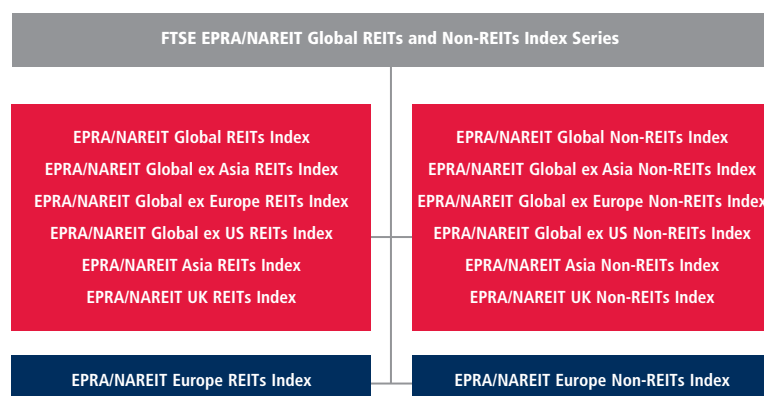 FTSE EPRA/NAREIT Global REITs and Non-REITs Index Series
EPRA/NAREIT Global REITs Index
EPRA/NAREIT Global ex Asia REITs Index
EPRA/NAREIT Global ex Europe REITs Index
EPRA/NAREIT Global ex US REITs Index
EPRA/NAREIT Asia REITs Index
EPRA/NAREIT UK REITs Index
EPRA/NAREIT Europe REITs Index
EPRA/NAREIT Global Non-REITs Index
EPRA/NAREIT Global ex Asia Non-REITs Index
EPRA/NAREIT Global ex Europe Non-REITs Index
EPRA/NAREIT Global ex US Non-REITs Index
EPRA/NAREIT Asia Non-REITs Index
EPRA/NAREIT UK Non-REITs Index
EPRA/NAREIT Europe Non-REITs Index